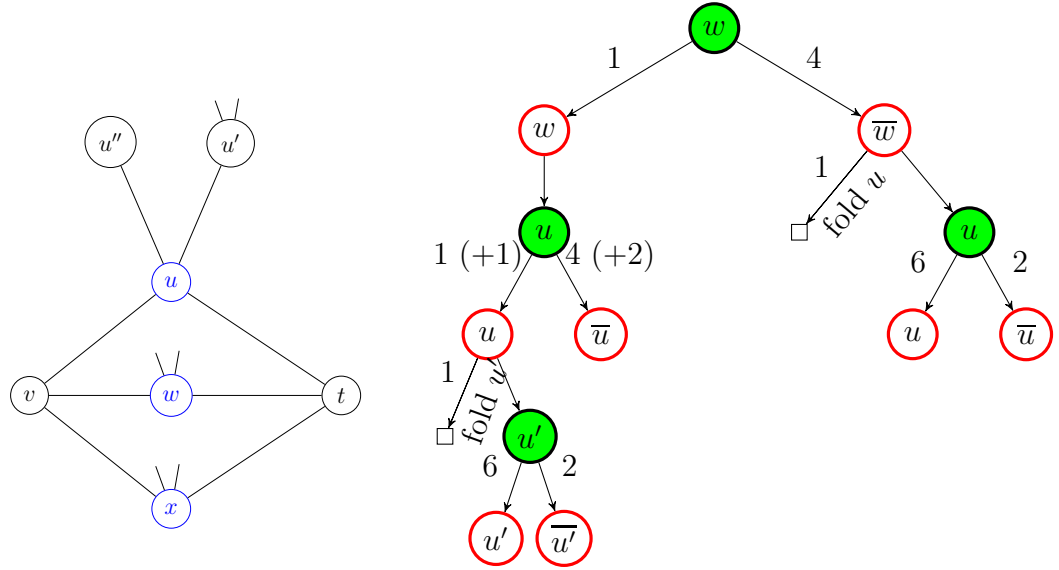 u″ u′
u
v w t
x
w
1 4
w w̅
1 fold u
u u
1 (+1) 4 (+2) 6 2
u u̅ u u̅
1 fold u′
u′
6 2
u′ u̅′